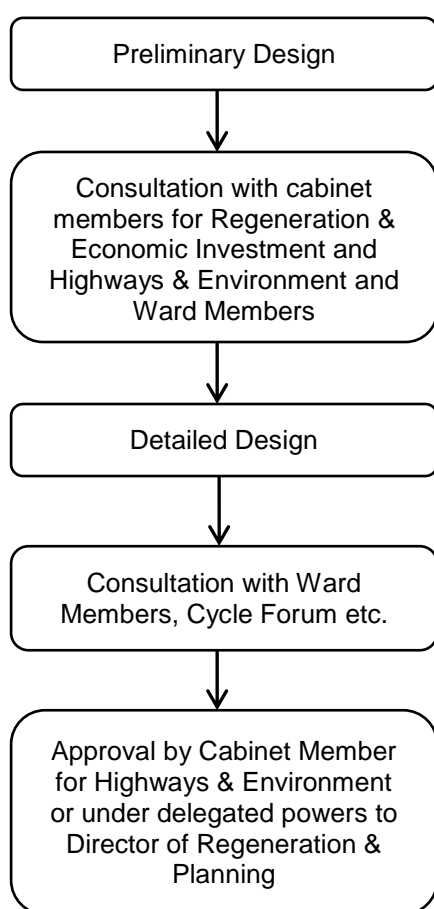 Preliminary Design
Consultation with cabinet
members for Regeneration &
Economic Investment and
Highways & Environment and
Ward Members
Detailed Design
Consultation with Ward
Members, Cycle Forum etc.
Approval by Cabinet Member
for Highways & Environment
or under delegated powers to
Director of Regeneration &
Planning